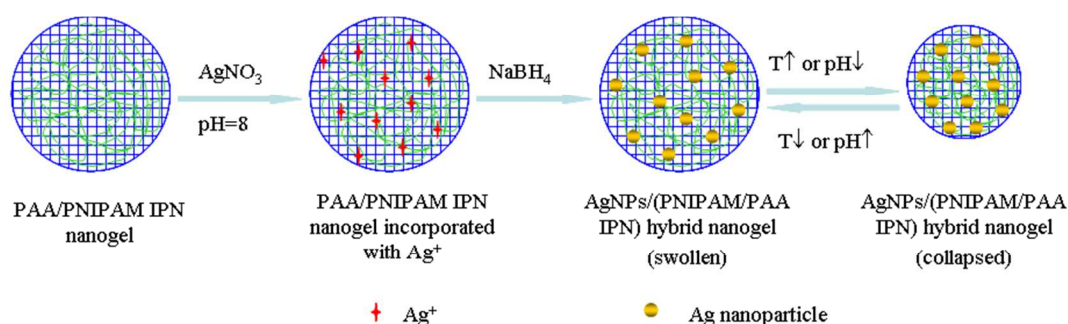 AgNO₃
pH=8
NaBH₄
T↑ or pH↓
T↓ or pH↑
PAA/PNIPAM IPN
nanogel
PAA/PNIPAM IPN
nanogel incorporated
with Ag⁺
AgNPs/(PNIPAM/PAA
IPN) hybrid nanogel
(swollen)
AgNPs/(PNIPAM/PAA
IPN) hybrid nanogel
(collapsed)
Ag⁺
Ag nanoparticle